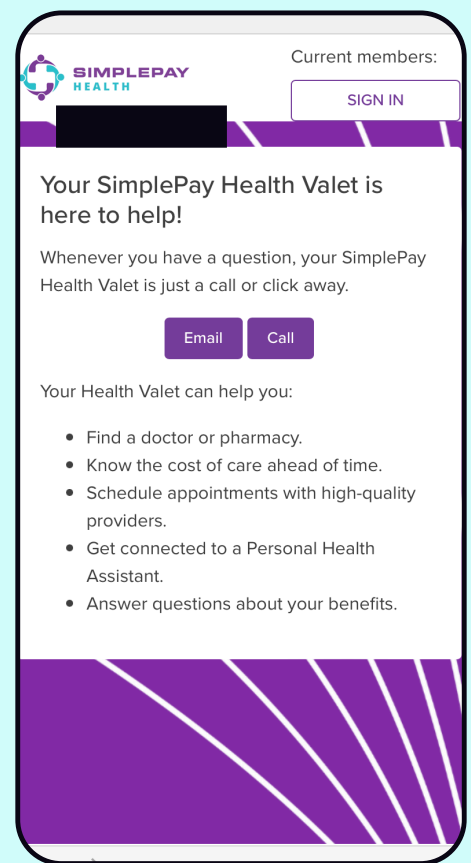 Current members:
SIMPLEPAY
HEALTH
SIGN IN
Your SimplePay Health Valet is
here to help!
Whenever you have a question, your SimplePay
Health Valet is just a call or click away.
Email Call
Your Health Valet can help you:
• Find a doctor or pharmacy.
• Know the cost of care ahead of time.
• Schedule appointments with high-quality
providers.
• Get connected to a Personal Health
Assistant.
• Answer questions about your benefits.